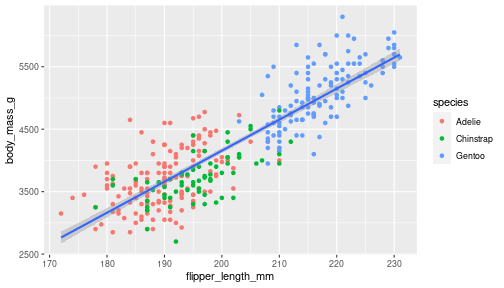 body_mass_g
5500
4500
3500
2500
170
180
190
200
210
220
230
flipper_length_mm
species
Adelie
Chinstrap
Gentoo